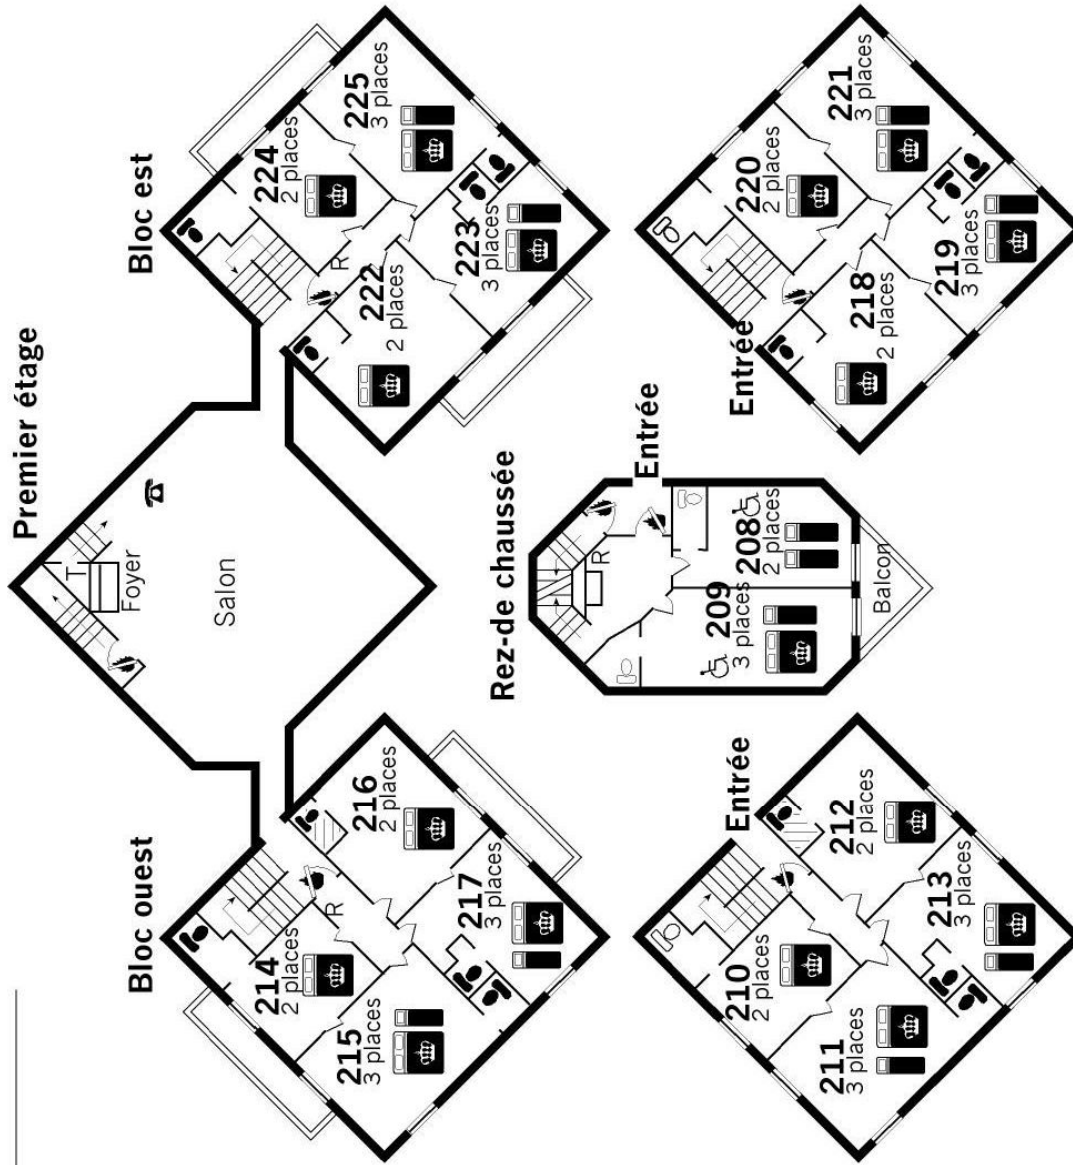 Premier étage
Bloc ouest
Bloc est
T
Foyer
Salon
214
2 places
R
215
3 places
216
2 places
217
3 places
224
2 places
225
3 places
R
222
2 places
223
3 places
Rez-de chaussée
Entrée
210
2 places
211
3 places
212
2 places
213
3 places
R
Entrée
209
3 places
208
2 places
Balcon
Entrée
220
2 places
221
3 places
218
2 places
219
3 places